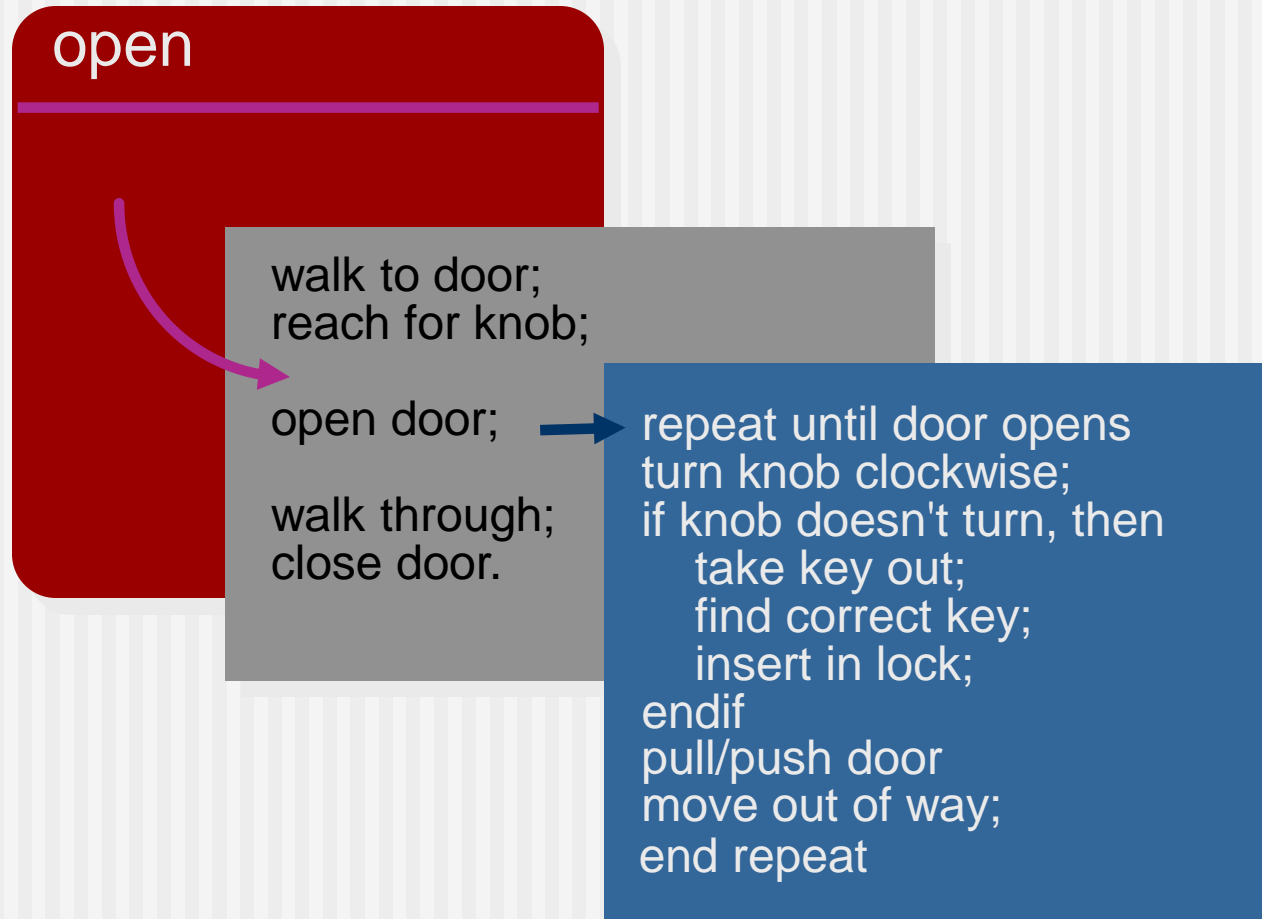 open
walk to door;
reach for knob;
open door;
walk through;
close door.
repeat until door opens
turn knob clockwise;
if knob doesn't turn, then
take key out;
find correct key;
insert in lock;
endif
pull/push door
move out of way;
end repeat